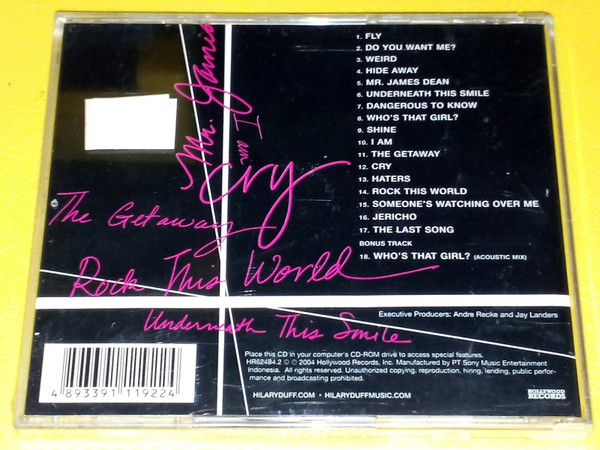 Mr. James
I am
Cry
The Getaway
Rock This World
Underneath This Smile
1. FLY
2. DO YOU WANT ME?
3. WEIRD
4. HIDE AWAY
5. MR. JAMES DEAN
6. UNDERNEATH THIS SMILE
7. DANGEROUS TO KNOW
8. WHO'S THAT GIRL?
9. SHINE
10. I AM
11. THE GETAWAY
12. CRY
13. HATERS
14. ROCK THIS WORLD
15. SOMEONE'S WATCHING OVER ME
16. JERICHO
17. THE LAST SONG
BONUS TRACK
18. WHO'S THAT GIRL? (ACOUSTIC MIX)
Executive Producers: Andre Recke and Jay Landers
Place this CD in your computer's CD-ROM drive to access special features.
HR62484.2 ℗ © 2004 Hollywood Records, Inc. Manufactured by PT Sony Music Entertainment
Indonesia. All rights reserved. Unauthorized copying, reproduction, hiring, lending, public perfor-
mance and broadcasting prohibited.
HILARYDUFF.COM • HILARYDUFFMUSIC.COM
HOLLYWOOD
RECORDS
4 893391 119224